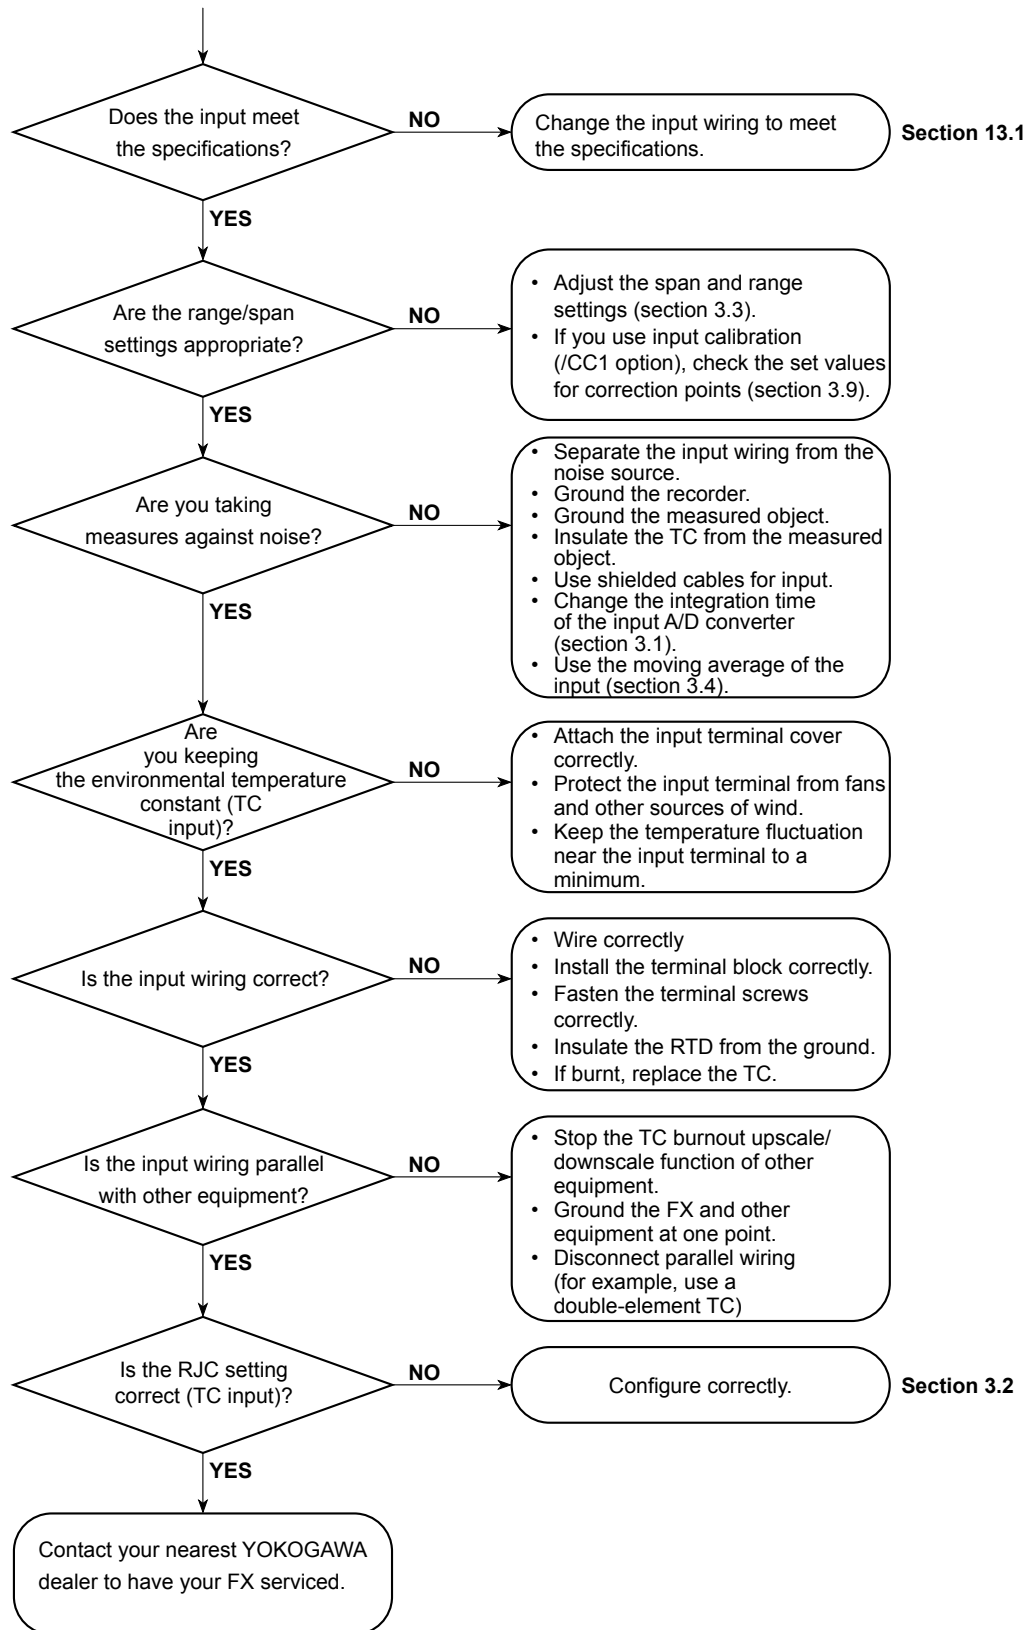 Does the input meet
the specifications?
NO
Change the input wiring to meet
the specifications.
Section 13.1
YES
Are the range/span
settings appropriate?
NO
• Adjust the span and range
settings (section 3.3).
• If you use input calibration
(/CC1 option), check the set values
for correction points (section 3.9).
YES
Are you taking
measures against noise?
NO
• Separate the input wiring from the
noise source.
• Ground the recorder.
• Ground the measured object.
• Insulate the TC from the measured
object.
• Use shielded cables for input.
• Change the integration time
of the input A/D converter
(section 3.1).
• Use the moving average of the
input (section 3.4).
YES
Are
you keeping
the environmental temperature
constant (TC
input)?
NO
• Attach the input terminal cover
correctly.
• Protect the input terminal from fans
and other sources of wind.
• Keep the temperature fluctuation
near the input terminal to a
minimum.
YES
Is the input wiring correct?
NO
• Wire correctly
• Install the terminal block correctly.
• Fasten the terminal screws
correctly.
• Insulate the RTD from the ground.
• If burnt, replace the TC.
YES
Is the input wiring parallel
with other equipment?
NO
• Stop the TC burnout upscale/
downscale function of other
equipment.
• Ground the FX and other
equipment at one point.
• Disconnect parallel wiring
(for example, use a
double-element TC)
YES
Is the RJC setting
correct (TC input)?
NO
Configure correctly.
Section 3.2
YES
Contact your nearest YOKOGAWA
dealer to have your FX serviced.